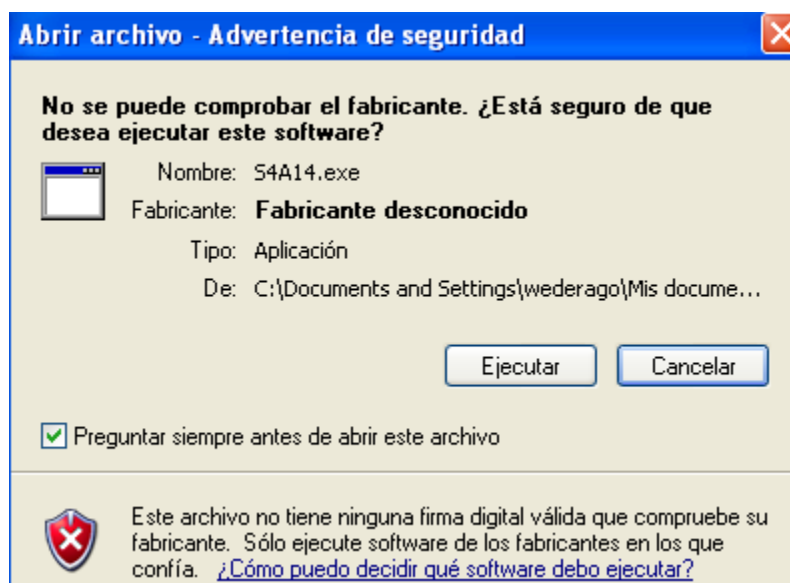 Abrir archivo - Advertencia de seguridad
No se puede comprobar el fabricante. ¿Está seguro de que
desea ejecutar este software?
Nombre: S4A14.exe
Fabricante: Fabricante desconocido
Tipo: Aplicación
De: C:\Documents and Settings\wederago\Mis docume...
Ejecutar Cancelar
Preguntar siempre antes de abrir este archivo
Este archivo no tiene ninguna firma digital válida que compruebe su
fabricante. Sólo ejecute software de los fabricantes en los que
confía. ¿Cómo puedo decidir qué software debo ejecutar?